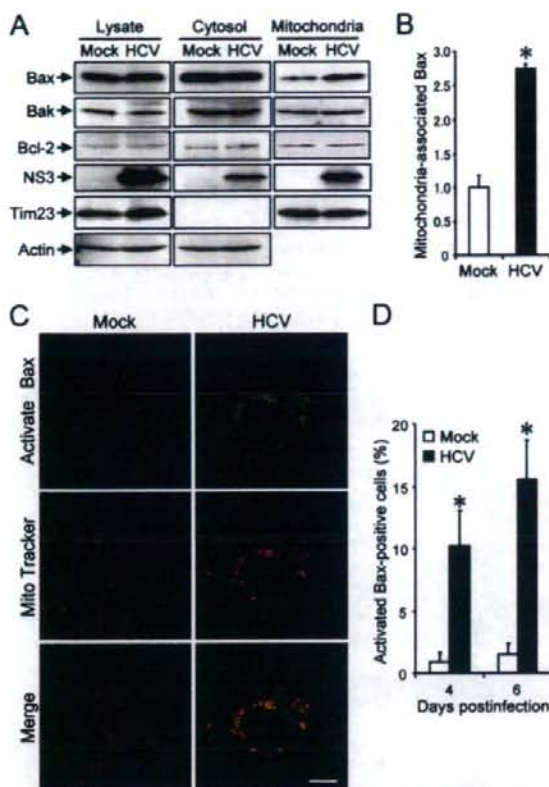 A
Lysate Cytosol Mitochondria
Mock HCV Mock HCV Mock HCV
Bax
Bak
Bcl-2
NS3
Tim23
Actin
B
Mitochondria-associated Bax
3.0
2.5
2.0
1.5
1.0
0.5
0
*
Mock HCV
C
Mock HCV
Activate Bax
Mito Tracker
Merge
D
Activated Bax-positive cells (%)
20
15
10
5
0
Mock
HCV
*
*
4 6
Days postinfection